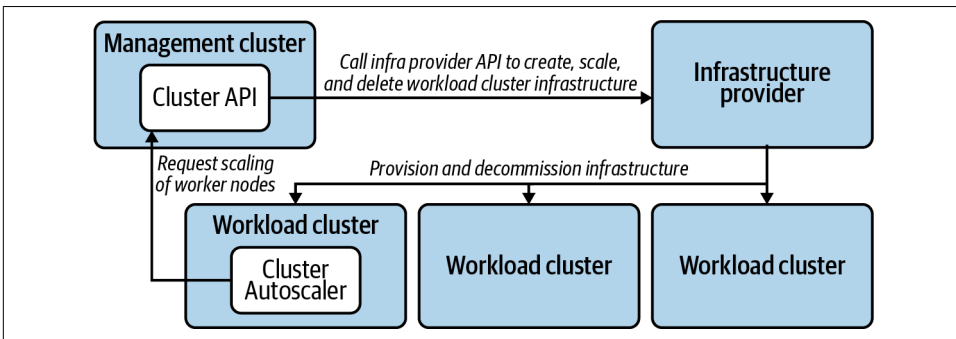 Management cluster
Cluster API
Call infra provider API to create, scale,
and delete workload cluster infrastructure
Infrastructure
provider
Request scaling
of worker nodes
Provision and decommission infrastructure
Workload cluster
Cluster
Autoscaler
Workload cluster
Workload cluster